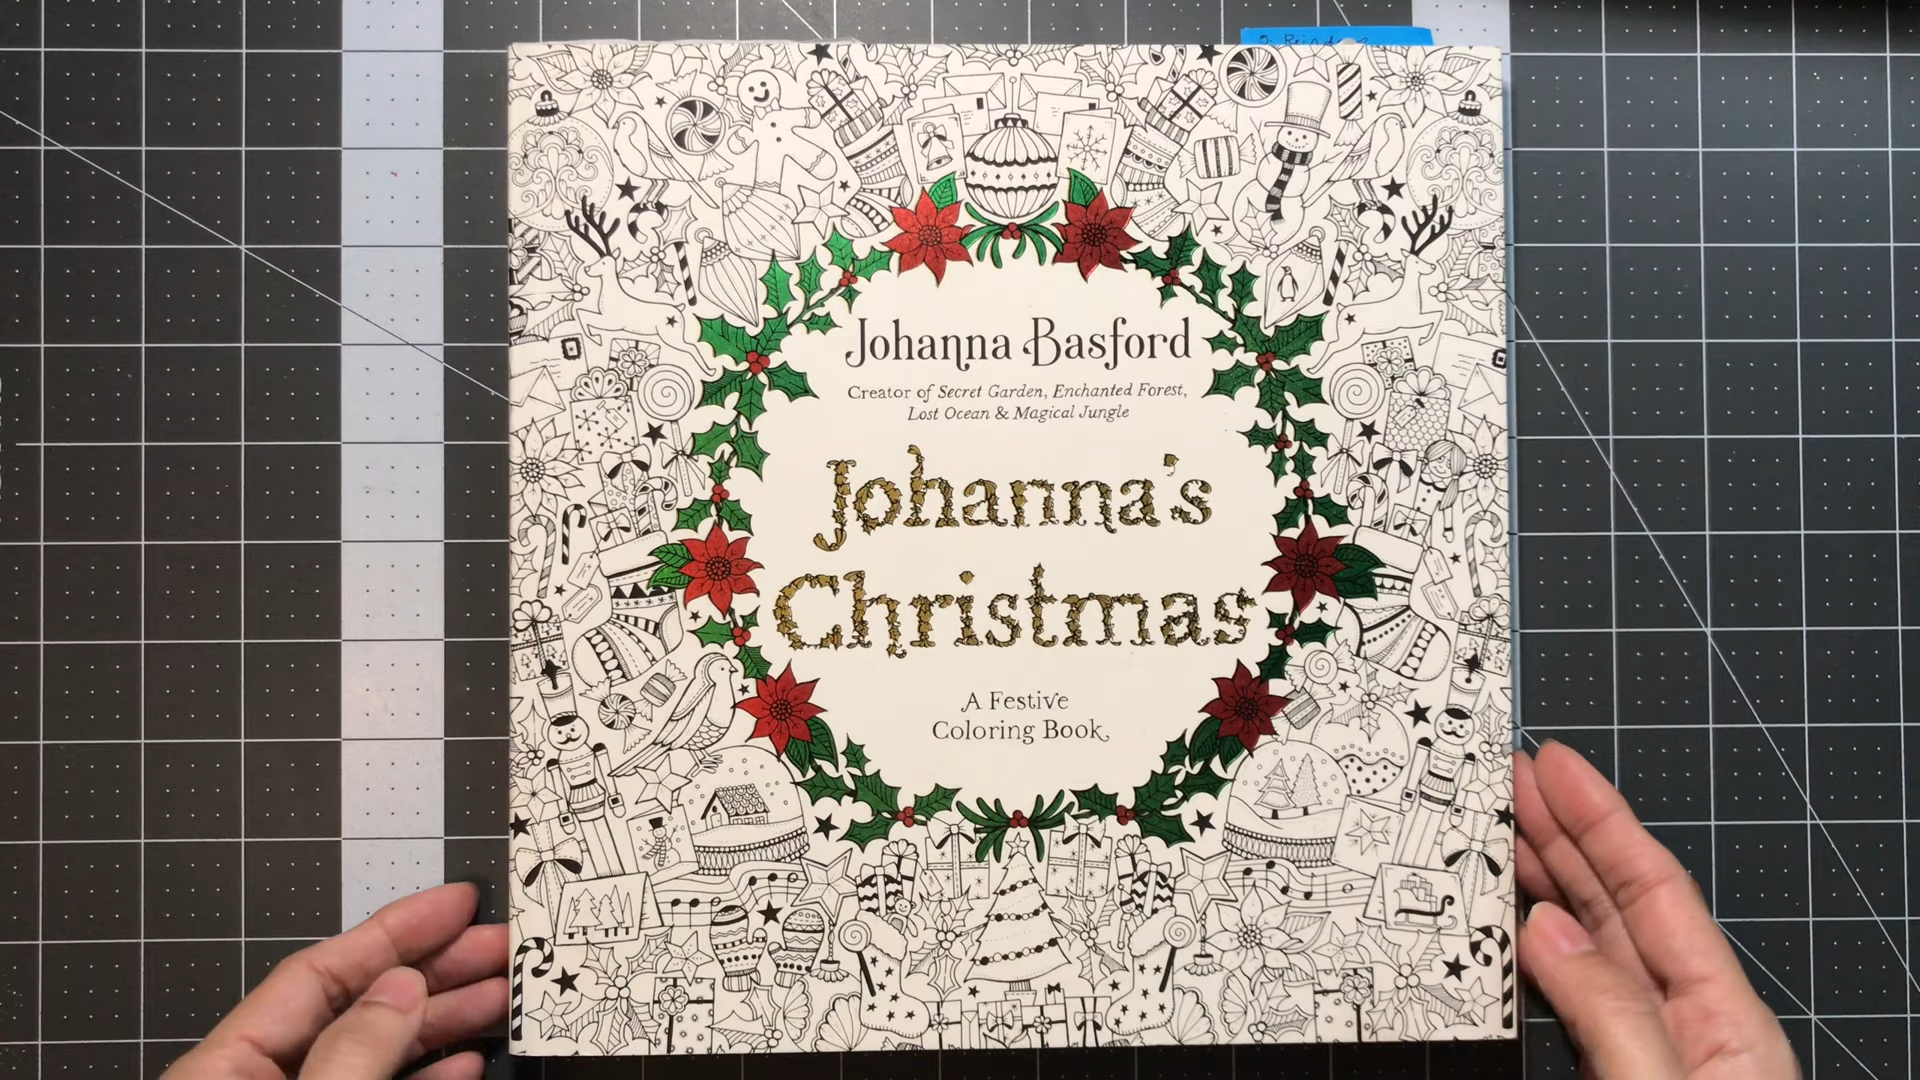 Johanna Basford
Creator of Secret Garden, Enchanted Forest,
Lost Ocean & Magical Jungle
Johanna's
Christmas
A Festive
Coloring Book